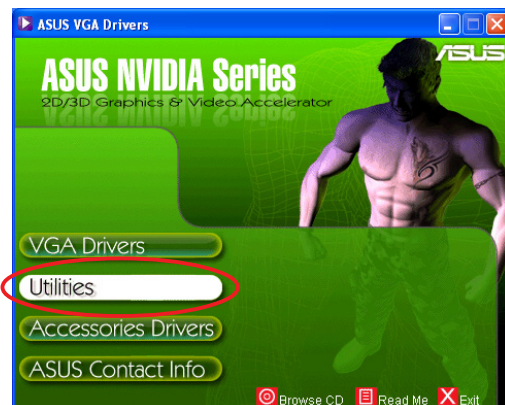 ASUS VGA Drivers
ASUS
ASUS NVIDIA Series
2D/3D Graphics & Video Accelerator
VGA Drivers
Utilities
Accessories Drivers
ASUS Contact Info
Browse CD Read Me Exit